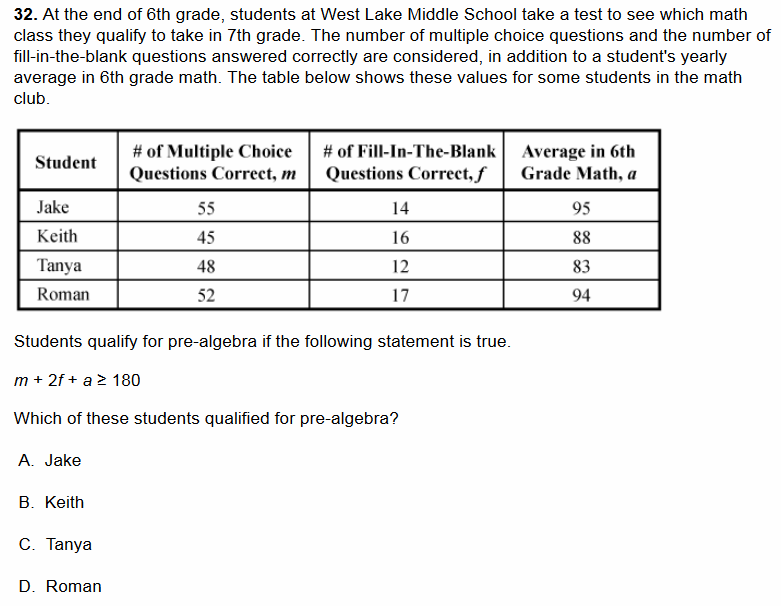 32. At the end of 6th grade, students at West Lake Middle School take a test to see which math
class they qualify to take in 7th grade. The number of multiple choice questions and the number of
fill-in-the-blank questions answered correctly are considered, in addition to a student's yearly
average in 6th grade math. The table below shows these values for some students in the math
club.
Student # of Multiple Choice Questions Correct, m # of Fill-In-The-Blank Questions Correct, f Average in 6th Grade Math, a
Jake 55 14 95
Keith 45 16 88
Tanya 48 12 83
Roman 52 17 94
Students qualify for pre-algebra if the following statement is true.
m + 2f + a ≥ 180
Which of these students qualified for pre-algebra?
A. Jake
B. Keith
C. Tanya
D. Roman